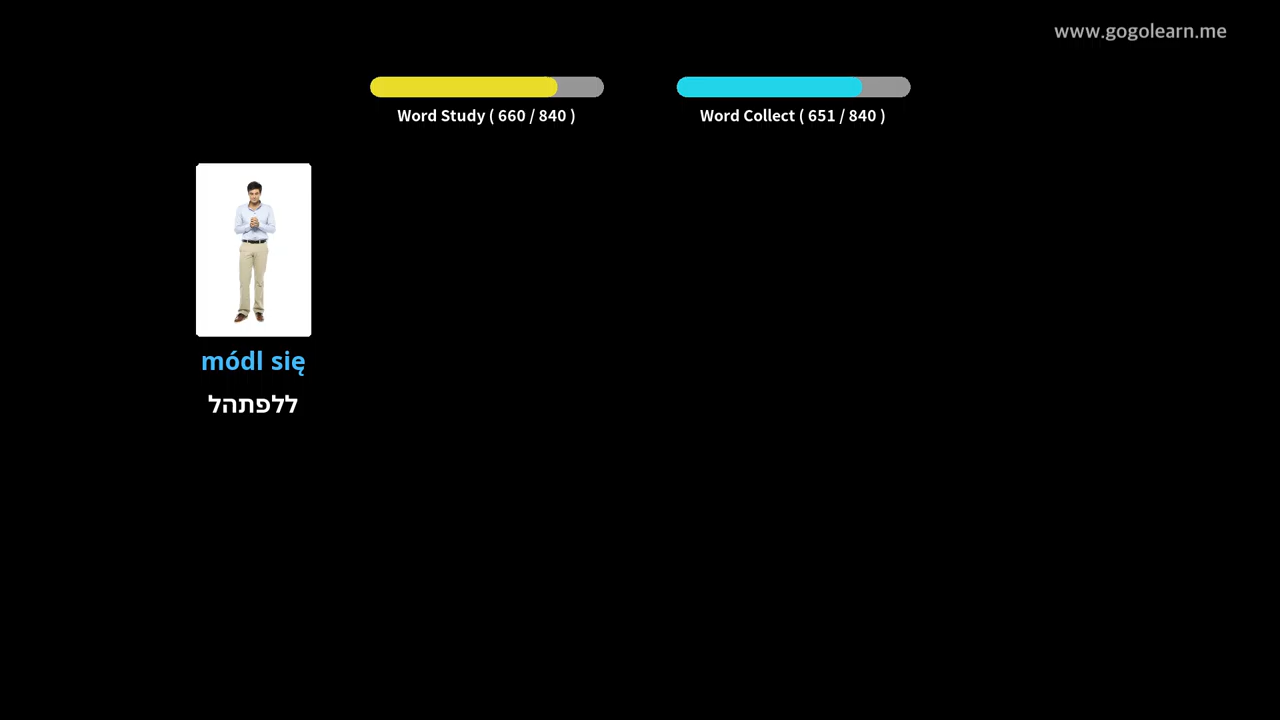 www.gogolearn.me
Word Study ( 660 / 840 )
Word Collect ( 651 / 840 )
módl się
ללפתהל